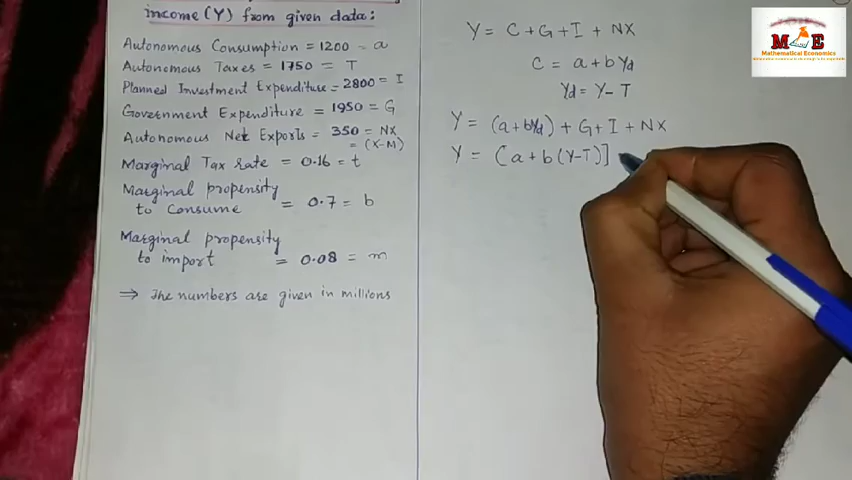 income (Y) from given data:
Autonomous Consumption = 1200 = a
Autonomous Taxes = 1750 = T
Planned Investment Expenditure = 2800 = I
Government Expenditure = 1950 = G
Autonomous Net Exports = 350 = NX
= (X-M)
Marginal Tax rate = 0.16 = t
Marginal propensity
to Consume = 0.7 = b
Marginal propensity
to import = 0.08 = m
⇒ The numbers are given in millions
Y = C + G + I + NX
C = a + b Yd
Yd = Y - T
Y = (a + bYd) + G + I + NX
Y = [a + b (Y-T)]
M E
Mathematical Economics